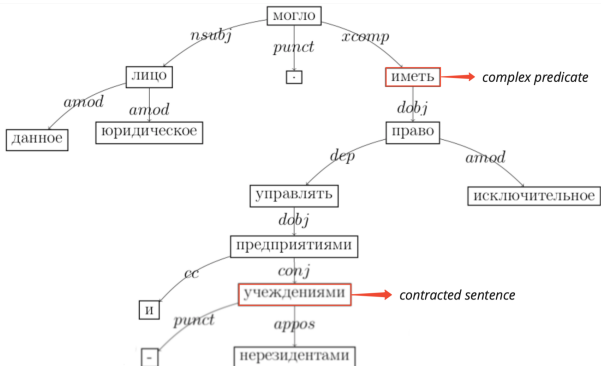 могло
nsubj punct xcomp
лицо . иметь complex predicate
amod amod dobj
данное юридическое право
dep amod
управлять исключительное
dobj
предприятиями
cc conj
учеждениями contracted sentence
и
punct appos
- нерезидентами